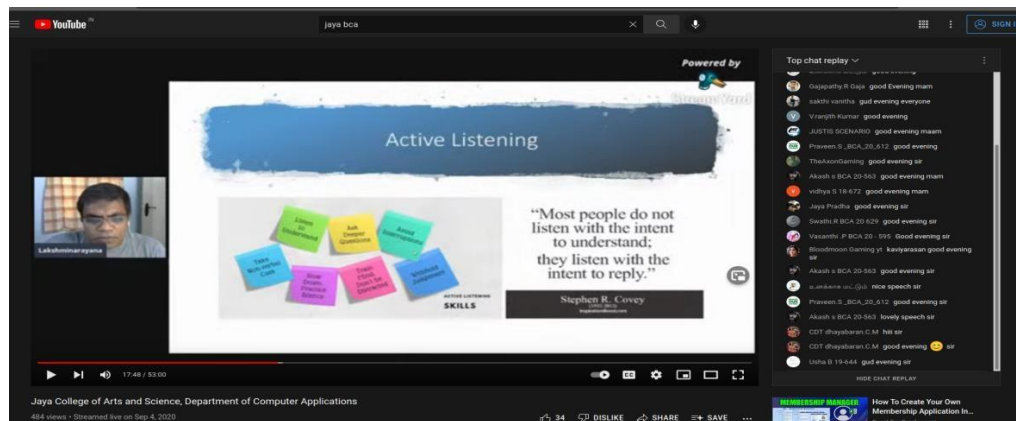 YouTube IN
jaya bca
SIGN I
Powered by
StreamYard
Active Listening
Lakshminarayana
Listen
to
Understand
Ask
Deeper
Questions
Avoid
Interruptions
Take
Non-verbal
Cues
Slow
Down
Practice
Silence
Train
Mind,
Don't be
Withhold
Judgement
ACTIVE LISTENING
SKILLS
“Most people do not
listen with the intent
to understand;
they listen with the
intent to reply.”
Stephen R. Covey
17:48 / 53:00
CC
Jaya College of Arts and Science, Department of Computer Applications
484 views • Streamed live on Sep 4, 2020
34
DISLIKE
SHARE
SAVE
Top chat replay
Gajapathy.R Gaja good Evening mam
sakthi vanitha gud evening everyone
V.ranjith Kumar good evening
JUSTIS SCENARIO good evening maam
Praveen.S _BCA_20_612 good evening
TheAxonGaming good evening sir
Akash s BCA 20-563 good evening mam
vidhya S 18-672 good evening mam
Jaya Pradha good evening sir
Swathi.R BCA 20 629 good evening sir
Vasanthi .P BCA 20 - 595 Good evening sir
Bloodmoon Gaming yt kaviyarasan good evening
sir
Akash s BCA 20-563 good evening sir
nice speech sir
Praveen.S _BCA_20_612 good evening sir
Akash s BCA 20-563 lovely speech sir
CDT dhayabaran.C.M hiii sir
CDT dhayabaran.C.M good evening 😊 sir
Usha B 19-644 gud evening sir
HIDE CHAT REPLAY
MEMBERSHIP MANAGER
How To Create Your Own
Membership Application In...